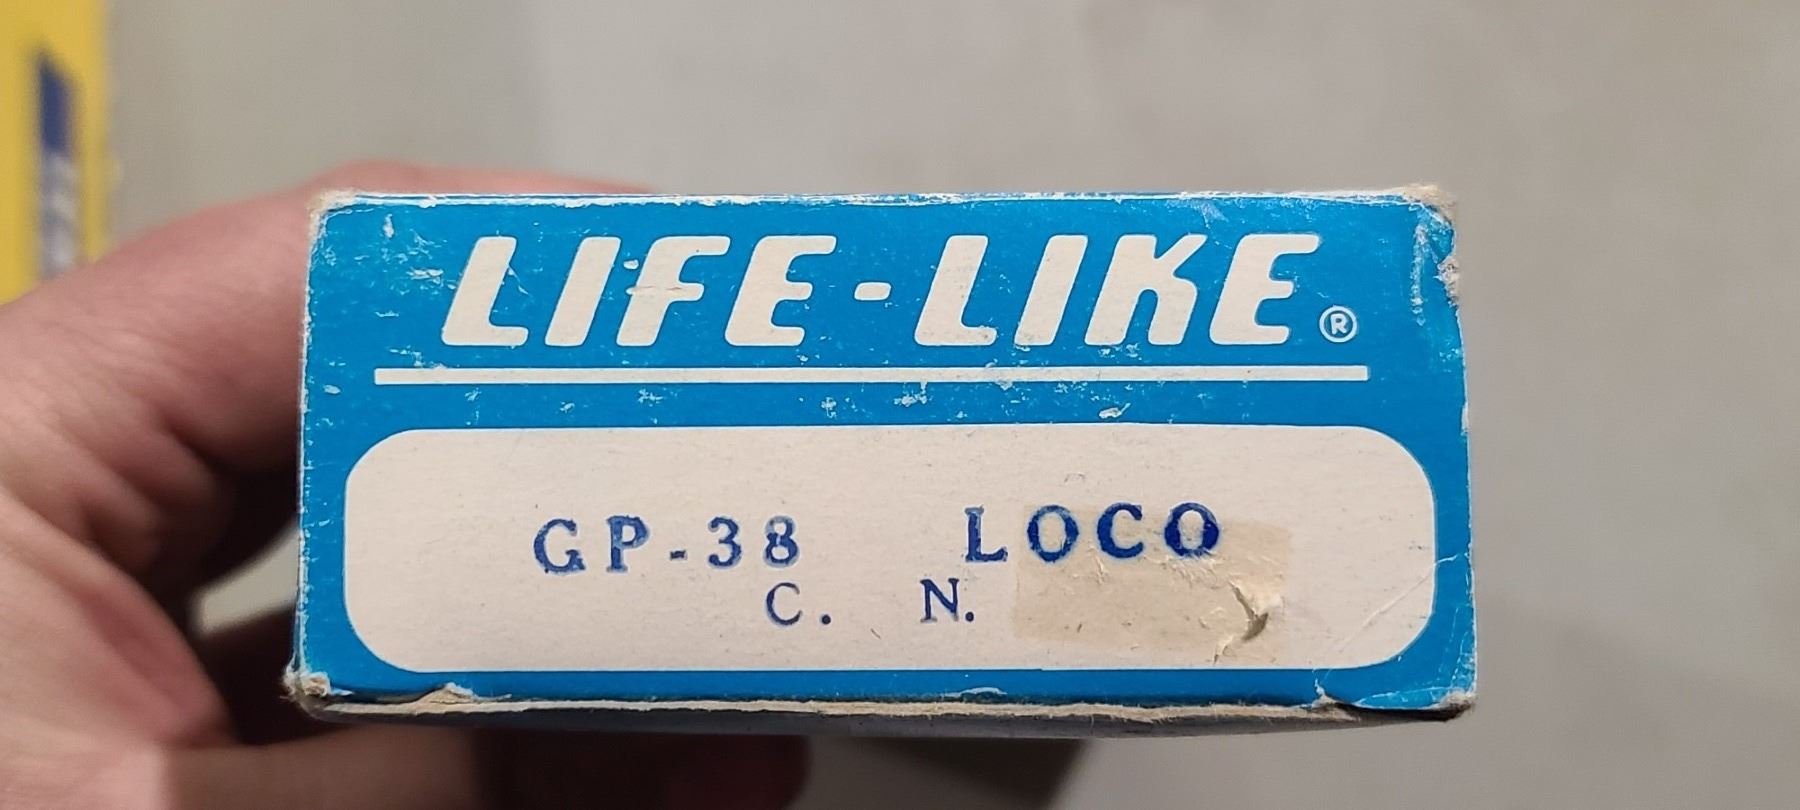 LIFE-LIKE®
GP-38 LOCO
C. N.